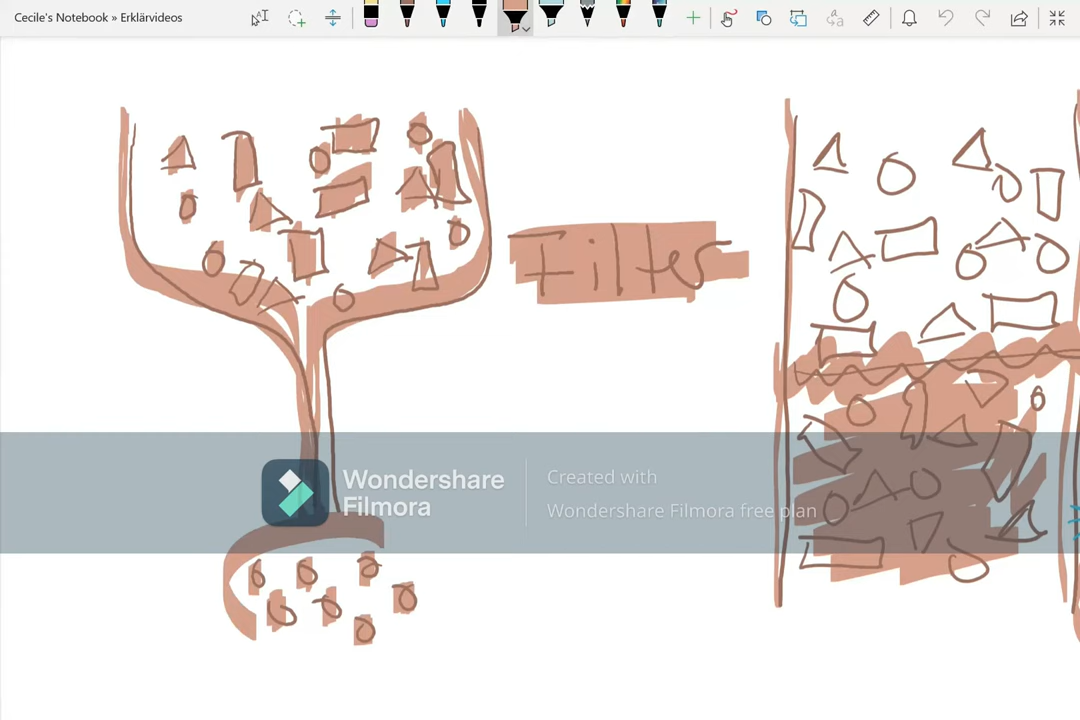 Cecile's Notebook » Erklärvideos
Filter
Wondershare
Filmora
Created with
Wondershare Filmora free plan